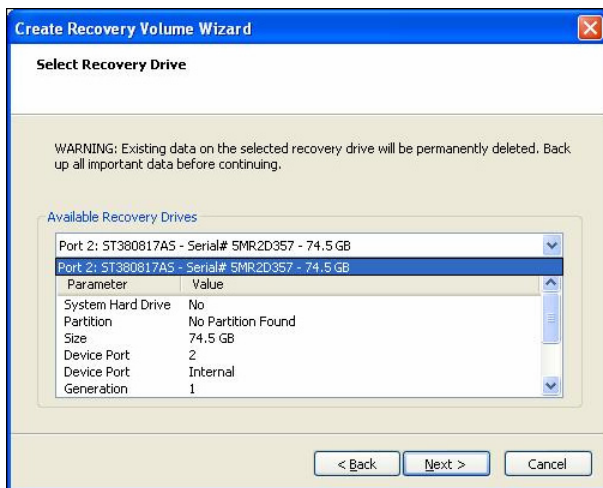 Create Recovery Volume Wizard
Select Recovery Drive
WARNING: Existing data on the selected recovery drive will be permanently deleted. Back
up all important data before continuing.
Available Recovery Drives
Port 2: ST380817AS - Serial# 5MR2D357 - 74.5 GB
Port 2: ST380817AS - Serial# 5MR2D357 - 74.5 GB
Parameter Value
System Hard Drive No
Partition No Partition Found
Size 74.5 GB
Device Port 2
Device Port Internal
Generation 1
< Back Next > Cancel